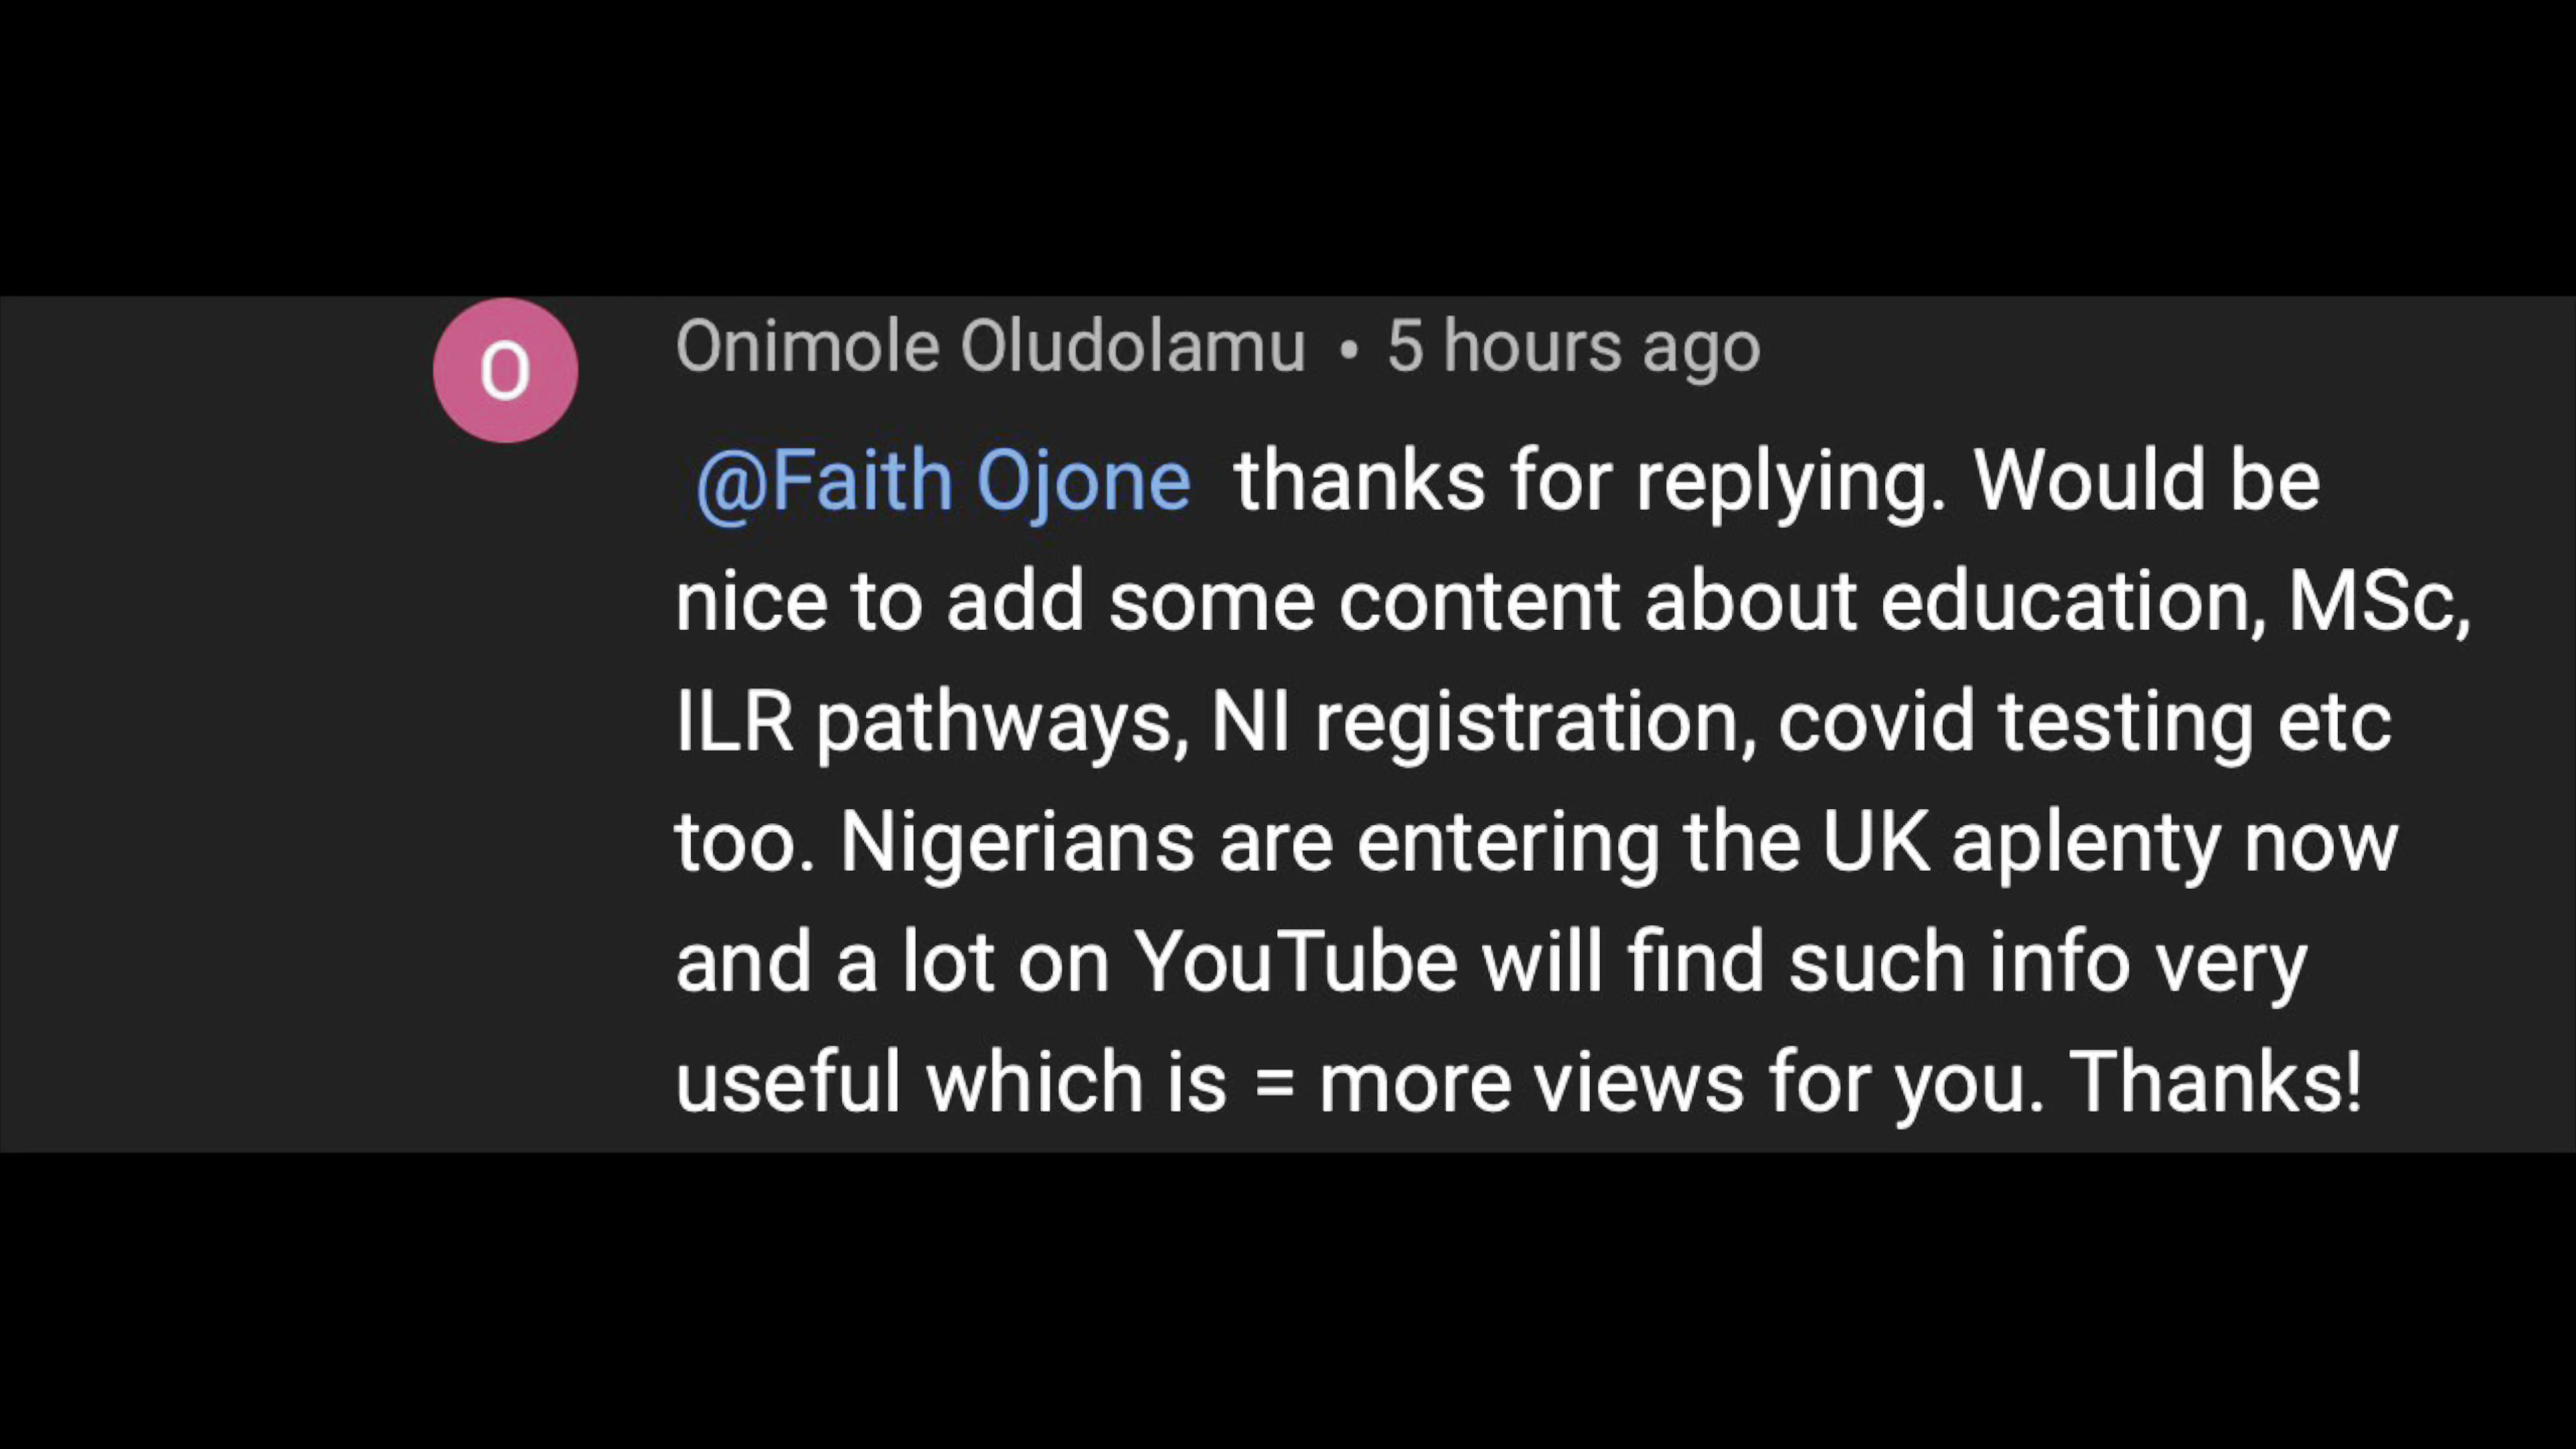 O
Onimole Oludolamu • 5 hours ago
@Faith Ojone thanks for replying. Would be
nice to add some content about education, MSc,
ILR pathways, NI registration, covid testing etc
too. Nigerians are entering the UK aplenty now
and a lot on YouTube will find such info very
useful which is = more views for you. Thanks!